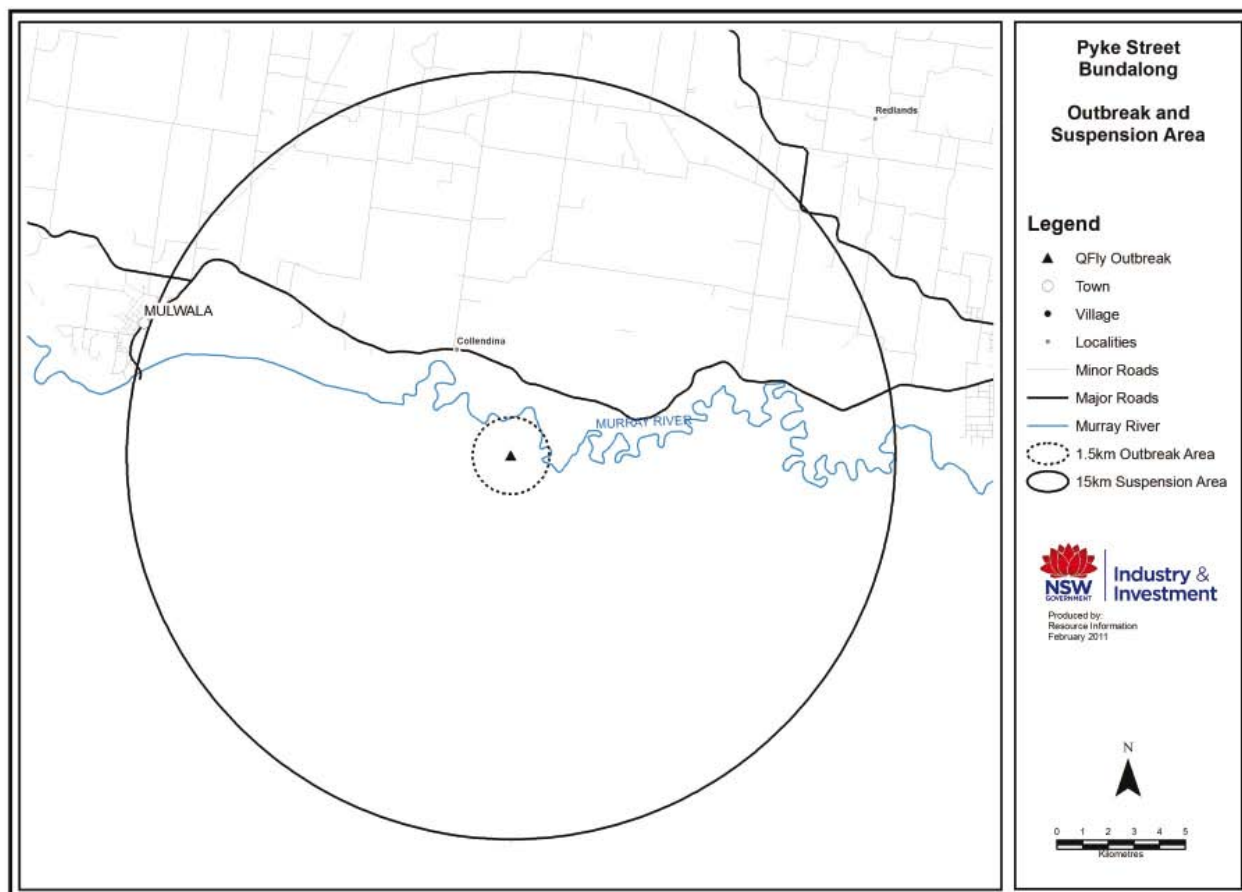 Redlands
MULWALA
Collendina
MURRAY RIVER
Pyke Street
Bundalong
Outbreak and
Suspension Area
Legend
QFly Outbreak
Town
Village
Localities
Minor Roads
Major Roads
Murray River
1.5km Outbreak Area
15km Suspension Area
NSW
GOVERNMENT
Industry &
Investment
Produced by:
Resource Information
February 2011
N
0 1 2 3 4 5
Kilometres